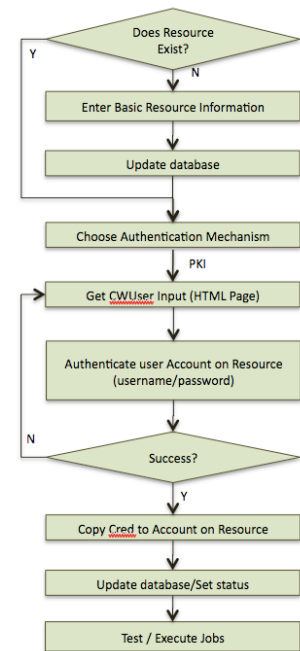 Does Resource
Exist?
Y
N
Enter Basic Resource Information
Update database
Choose Authentication Mechanism
PKI
Get CWUser Input (HTML Page)
Authenticate user Account on Resource
(username/password)
N
Success?
Y
Copy Cred to Account on Resource
Update database/Set status
Test / Execute Jobs